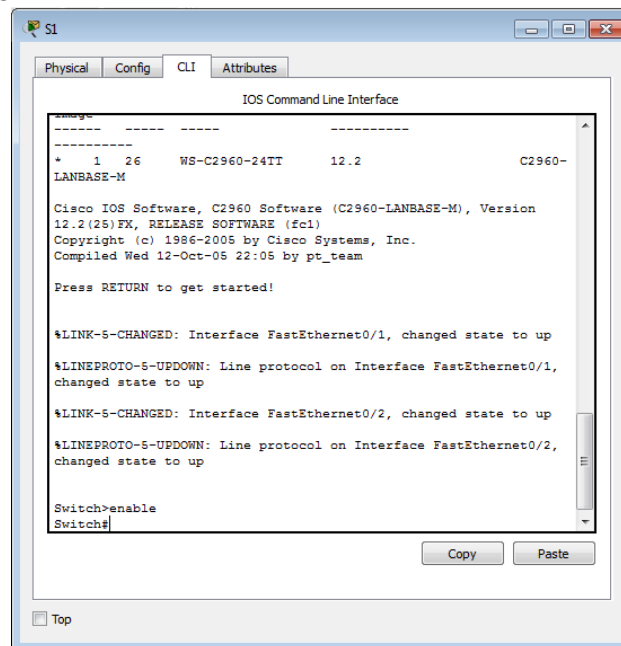 S1
Physical Config CLI Attributes
IOS Command Line Interface
------ ----- ----- ----------
----------
* 1 26 WS-C2960-24TT 12.2 C2960-
LANBASE-M
Cisco IOS Software, C2960 Software (C2960-LANBASE-M), Version
12.2(25)FX, RELEASE SOFTWARE (fc1)
Copyright (c) 1986-2005 by Cisco Systems, Inc.
Compiled Wed 12-Oct-05 22:05 by pt_team
Press RETURN to get started!
%LINK-5-CHANGED: Interface FastEthernet0/1, changed state to up
%LINEPROTO-5-UPDOWN: Line protocol on Interface FastEthernet0/1,
changed state to up
%LINK-5-CHANGED: Interface FastEthernet0/2, changed state to up
%LINEPROTO-5-UPDOWN: Line protocol on Interface FastEthernet0/2,
changed state to up
Switch>enable
Switch#
Copy Paste
Top